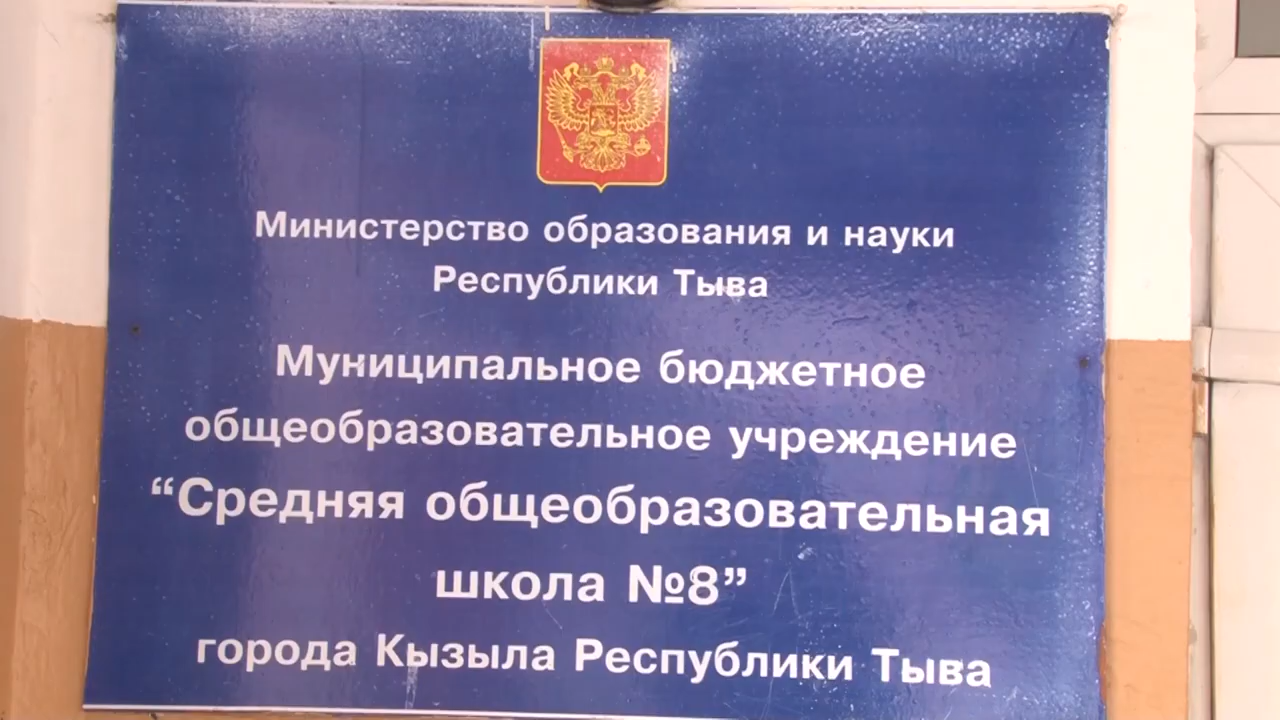 Министерство образования и науки
Республики Тыва
Муниципальное бюджетное
общеобразовательное учреждение
“Средняя общеобразовательная
школа №8”
города Кызыла Республики Тыва